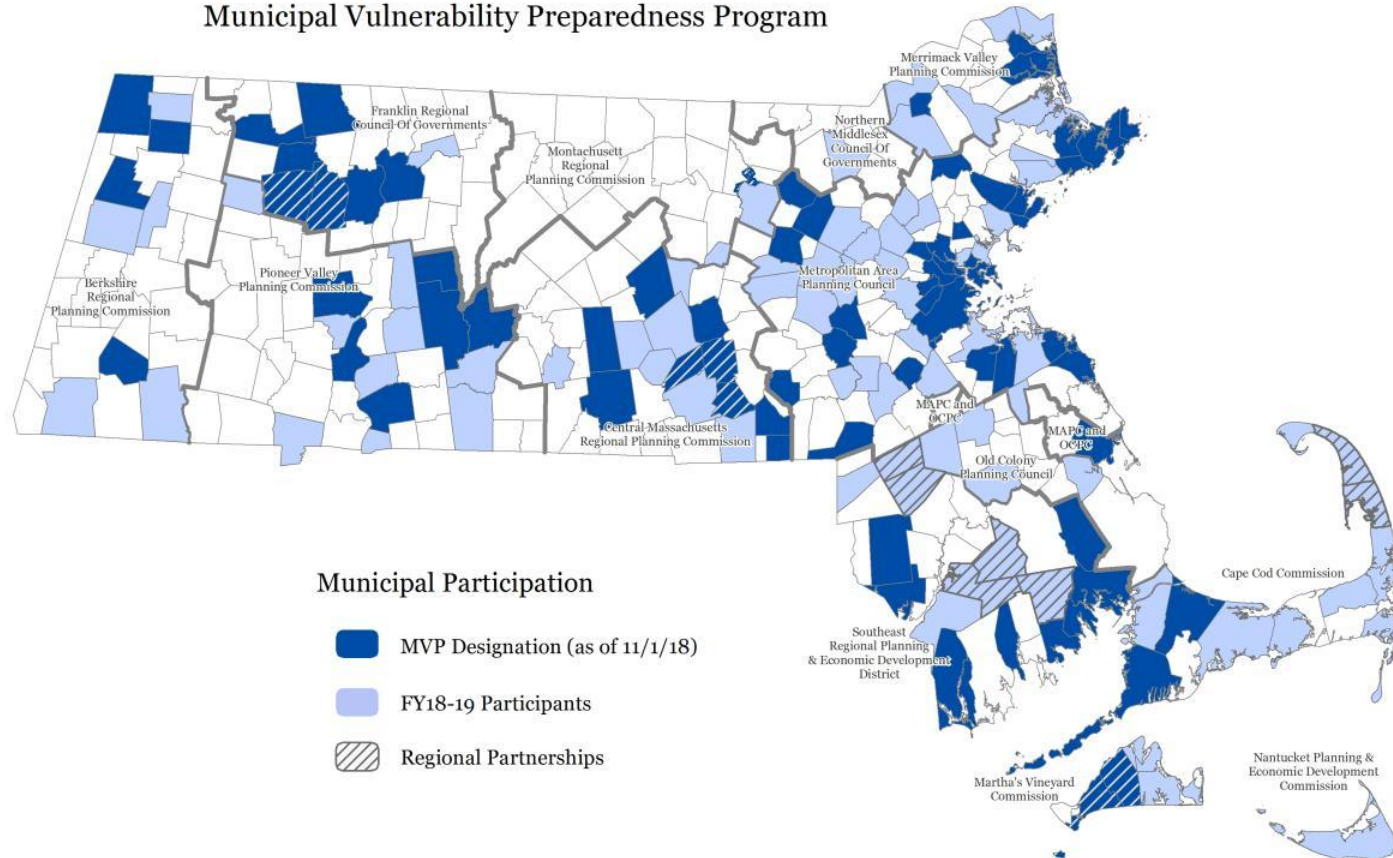 Municipal Vulnerability Preparedness Program
Merrimack Valley
Planning Commission
Franklin Regional
Council Of Governments
Northern
Middlesex
Council Of
Governments
Montachusett
Regional
Planning Commission
Berkshire
Regional
Planning Commission
Pioneer Valley
Planning Commission
Metropolitan Area
Planning Council
Central Massachusetts
Regional Planning Commission
MAPC and
OCPC
MAPC and
OCPC
Old Colony
Planning Council
Cape Cod Commission
Southeast
Regional Planning
& Economic Development
District
Martha's Vineyard
Commission
Nantucket Planning &
Economic Development
Commission
Municipal Participation
MVP Designation (as of 11/1/18)
FY18-19 Participants
Regional Partnerships